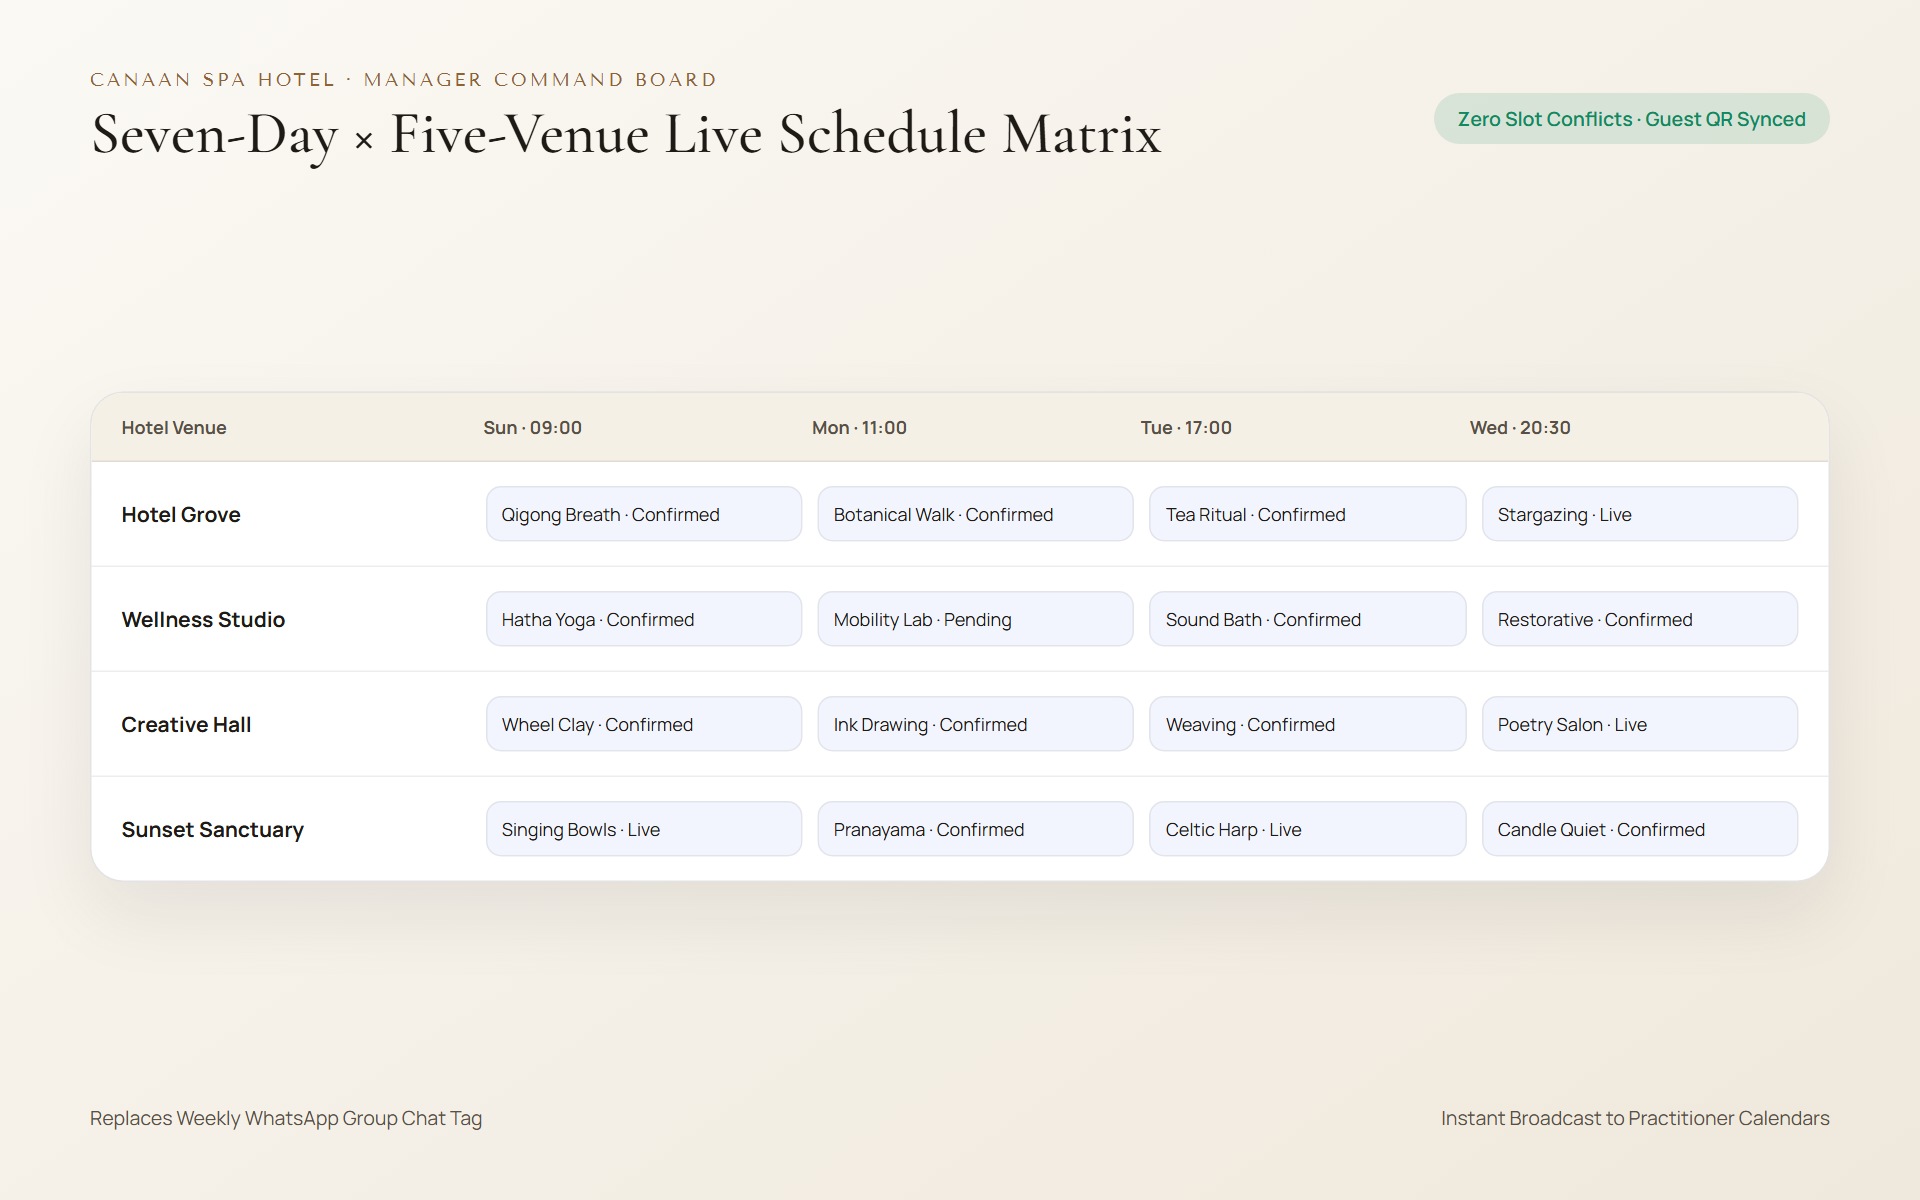 CANAAN SPA HOTEL · MANAGER COMMAND BOARD
Seven-Day × Five-Venue Live Schedule Matrix
Zero Slot Conflicts · Guest QR Synced
Hotel Venue Sun · 09:00 Mon · 11:00 Tue · 17:00 Wed · 20:30
Hotel Grove Qigong Breath · Confirmed Botanical Walk · Confirmed Tea Ritual · Confirmed Stargazing · Live
Wellness Studio Hatha Yoga · Confirmed Mobility Lab · Pending Sound Bath · Confirmed Restorative · Confirmed
Creative Hall Wheel Clay · Confirmed Ink Drawing · Confirmed Weaving · Confirmed Poetry Salon · Live
Sunset Sanctuary Singing Bowls · Live Pranayama · Confirmed Celtic Harp · Live Candle Quiet · Confirmed
Replaces Weekly WhatsApp Group Chat Tag Instant Broadcast to Practitioner Calendars